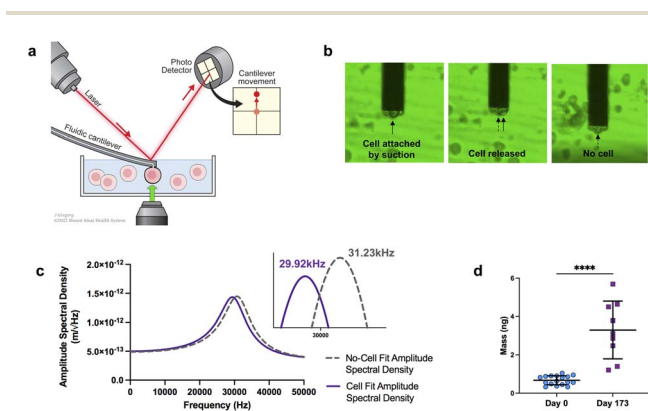 a
Photo
Detector
Cantilever
movement
Laser
Fluidic cantilever
©2022 Mount Sinai Health System
b
Cell attached
by suction
Cell released
No cell
c
Amplitude Spectral Density
(mv/Hz)
2.0×10⁻¹²
1.5×10⁻¹²
1.0×10⁻¹²
5.0×10⁻¹³
0.0
0
10000
20000
30000
40000
50000
Frequency (Hz)
29.92kHz
31.23kHz
30000
No-Cell Fit Amplitude
Spectral Density
Cell Fit Amplitude
Spectral Density
d
****
Mass (ng)
6
4
2
0
Day 0
Day 173